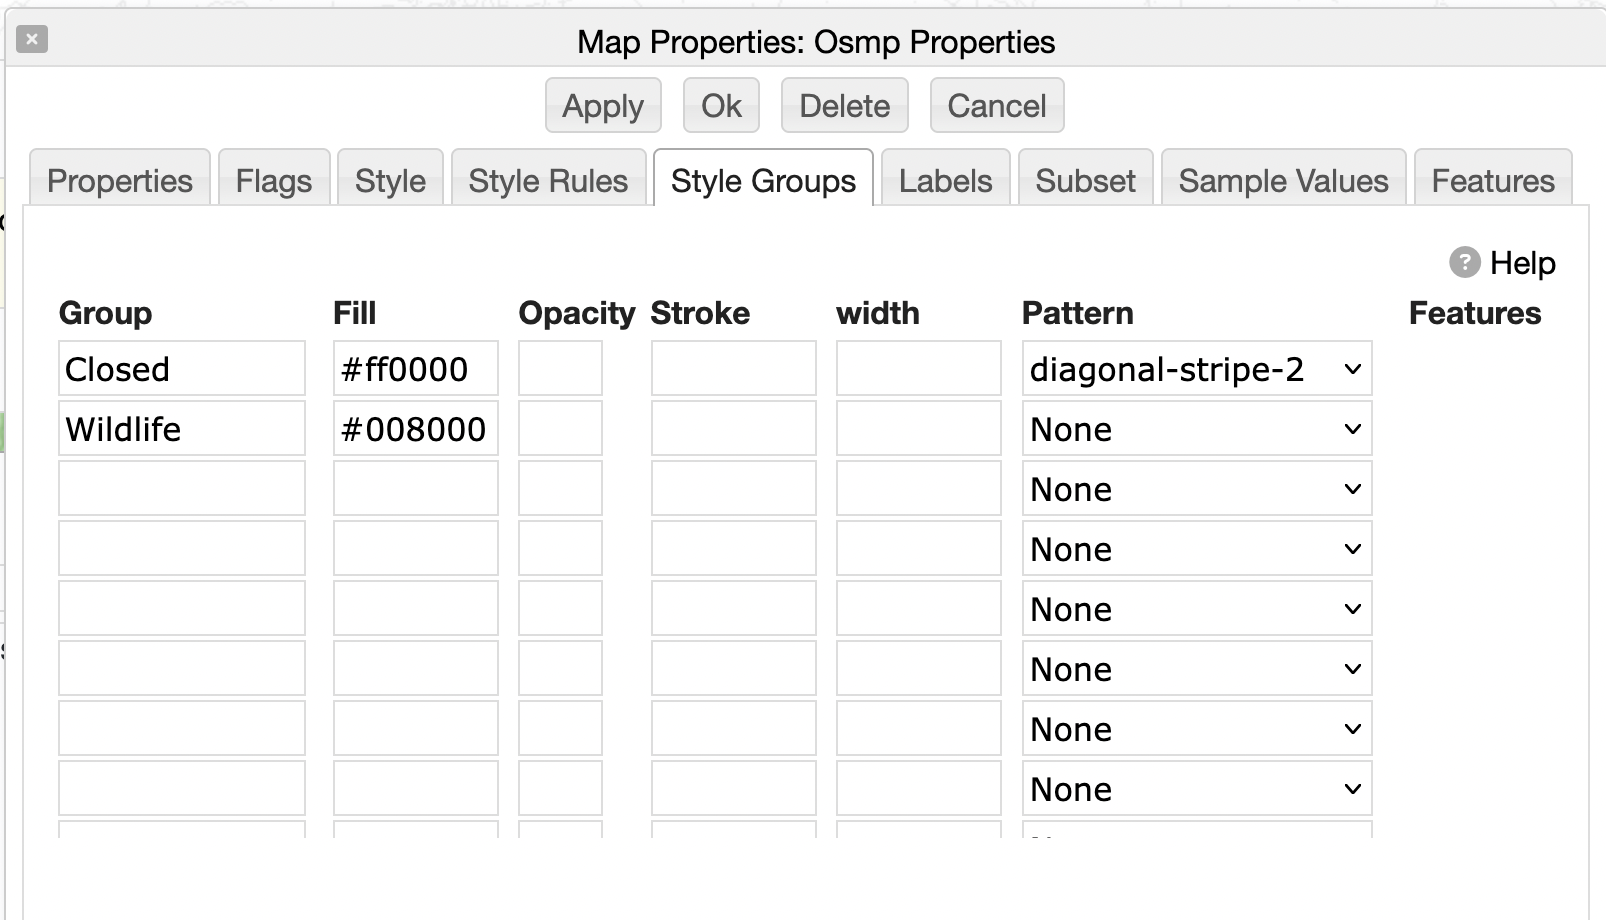 Map Properties: Osmp Properties
Apply Ok Delete Cancel
Properties Flags Style Style Rules Style Groups Labels Subset Sample Values Features
? Help
Group Fill Opacity Stroke width Pattern Features
Closed #ff0000 diagonal-stripe-2
Wildlife #008000 None
None
None
None
None
None
None